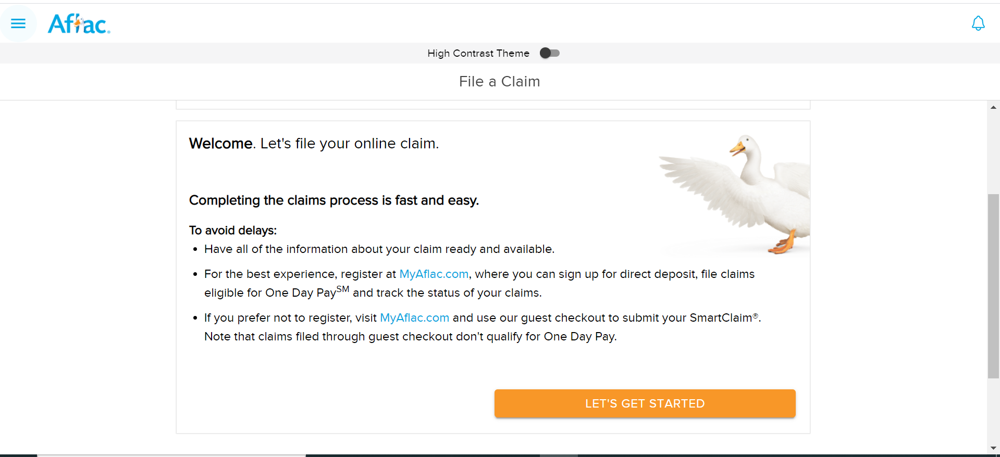 Aflac®
High Contrast Theme
File a Claim
Welcome. Let's file your online claim.
Completing the claims process is fast and easy.
To avoid delays:
• Have all of the information about your claim ready and available.
• For the best experience, register at MyAflac.com, where you can sign up for direct deposit, file claims
eligible for One Day PaySM and track the status of your claims.
• If you prefer not to register, visit MyAflac.com and use our guest checkout to submit your SmartClaim®.
Note that claims filed through guest checkout don't qualify for One Day Pay.
LET'S GET STARTED